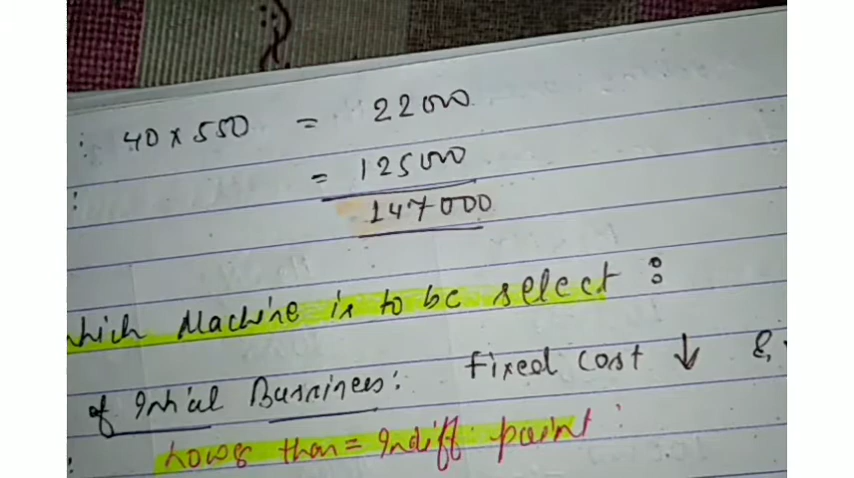 : 40 x 550 = 22000
: = 125000
147000
hich Machine is to be select :
of Initial Bussiness: fixed cost ↓ &
: Lower than = Indiff. point :